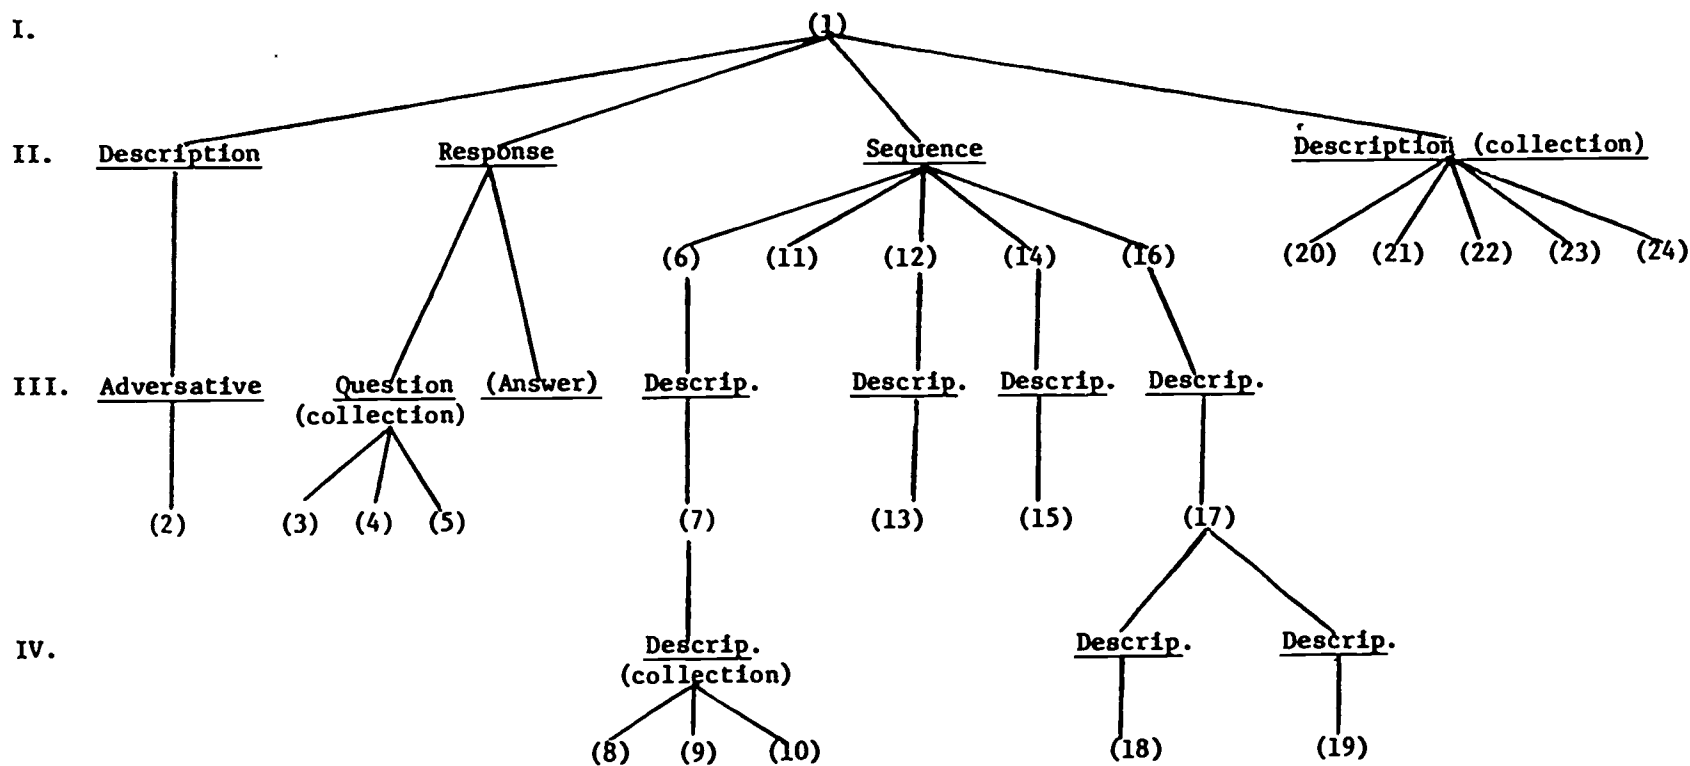 I. (1)
II. Description Response Sequence Description (collection)
(6) (11) (12) (14) (16) (20) (21) (22) (23) (24)
III. Adversative Question (Answer) Descrip. Descrip. Descrip. Descrip.
(collection)
(2) (3) (4) (5) (7) (13) (15) (17)
IV. Descrip. Descrip. Descrip.
(collection)
(8) (9) (10) (18) (19)